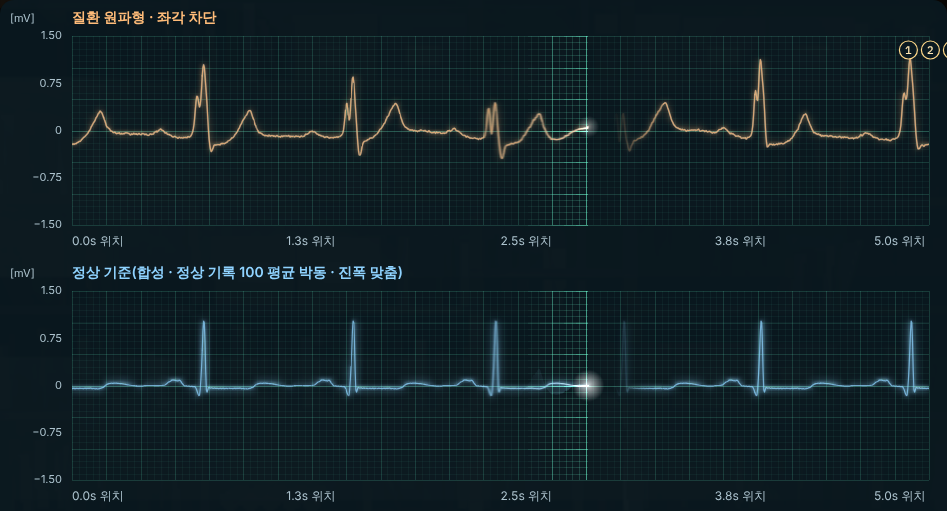 [mV]
질환 원파형 · 좌각 차단
1.50
① ②
0.75
0
−0.75
−1.50
0.0s 위치 1.3s 위치 2.5s 위치 3.8s 위치 5.0s 위치
[mV]
정상 기준(합성 · 정상 기록 100 평균 박동 · 진폭 맞춤)
1.50
0.75
0
−0.75
−1.50
0.0s 위치 1.3s 위치 2.5s 위치 3.8s 위치 5.0s 위치